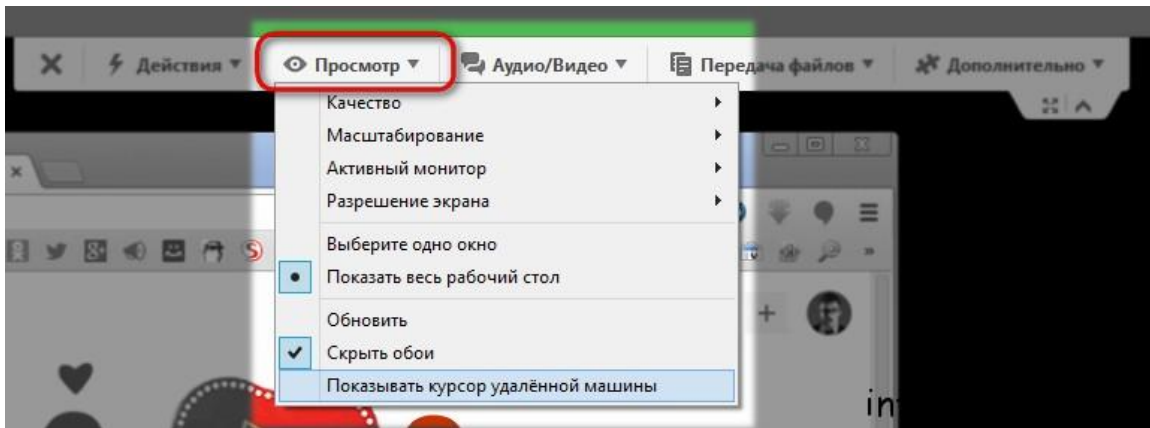 Действия Просмотр Аудио/Видео Передача файлов Дополнительно
Качество
Масштабирование
Активный монитор
Разрешение экрана
Выберите одно окно
Показать весь рабочий стол
Обновить
Скрыть обои
Показывать курсор удалённой машины
in